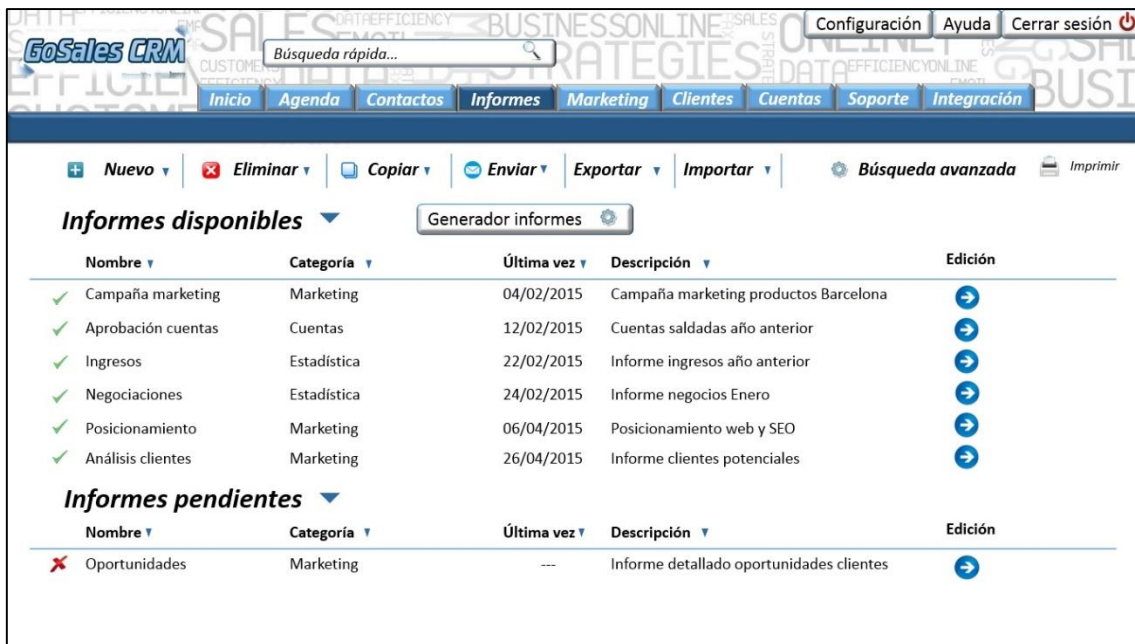 Configuración Ayuda Cerrar sesión
GoSales CRM
Búsqueda rápida...
Inicio Agenda Contactos Informes Marketing Clientes Cuentas Soporte Integración
Nuevo Eliminar Copiar Enviar Exportar Importar Búsqueda avanzada Imprimir
Informes disponibles Generador informes
Nombre Categoría Última vez Descripción Edición
Campaña marketing Marketing 04/02/2015 Campaña marketing productos Barcelona
Aprobación cuentas Cuentas 12/02/2015 Cuentas saldadas año anterior
Ingresos Estadística 22/02/2015 Informe ingresos año anterior
Negociaciones Estadística 24/02/2015 Informe negocios Enero
Posicionamiento Marketing 06/04/2015 Posicionamiento web y SEO
Análisis clientes Marketing 26/04/2015 Informe clientes potenciales
Informes pendientes
Nombre Categoría Última vez Descripción Edición
Oportunidades Marketing --- Informe detallado oportunidades clientes